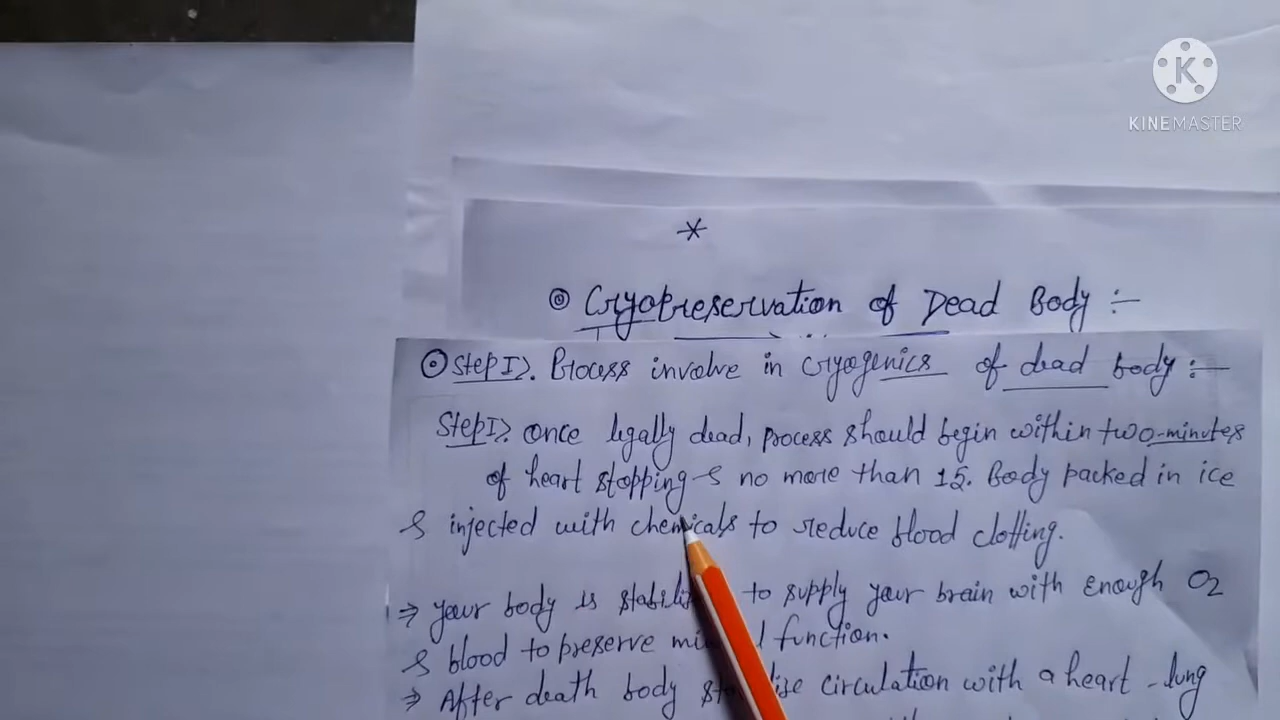 K
KINEMASTER
*
Cryopreservation of Dead Body :-
Step I>. Process involve in cryogenics of dead body :-
Step I>. Once legally dead, process should begin within two-minutes
of heart stopping & no more than 15. Body packed in ice
& injected with chemicals to reduce blood clotting.
⇒ your body is to supply your brain with enough O2
& blood to preserve function.
⇒ After death body circulation with a heart-lung